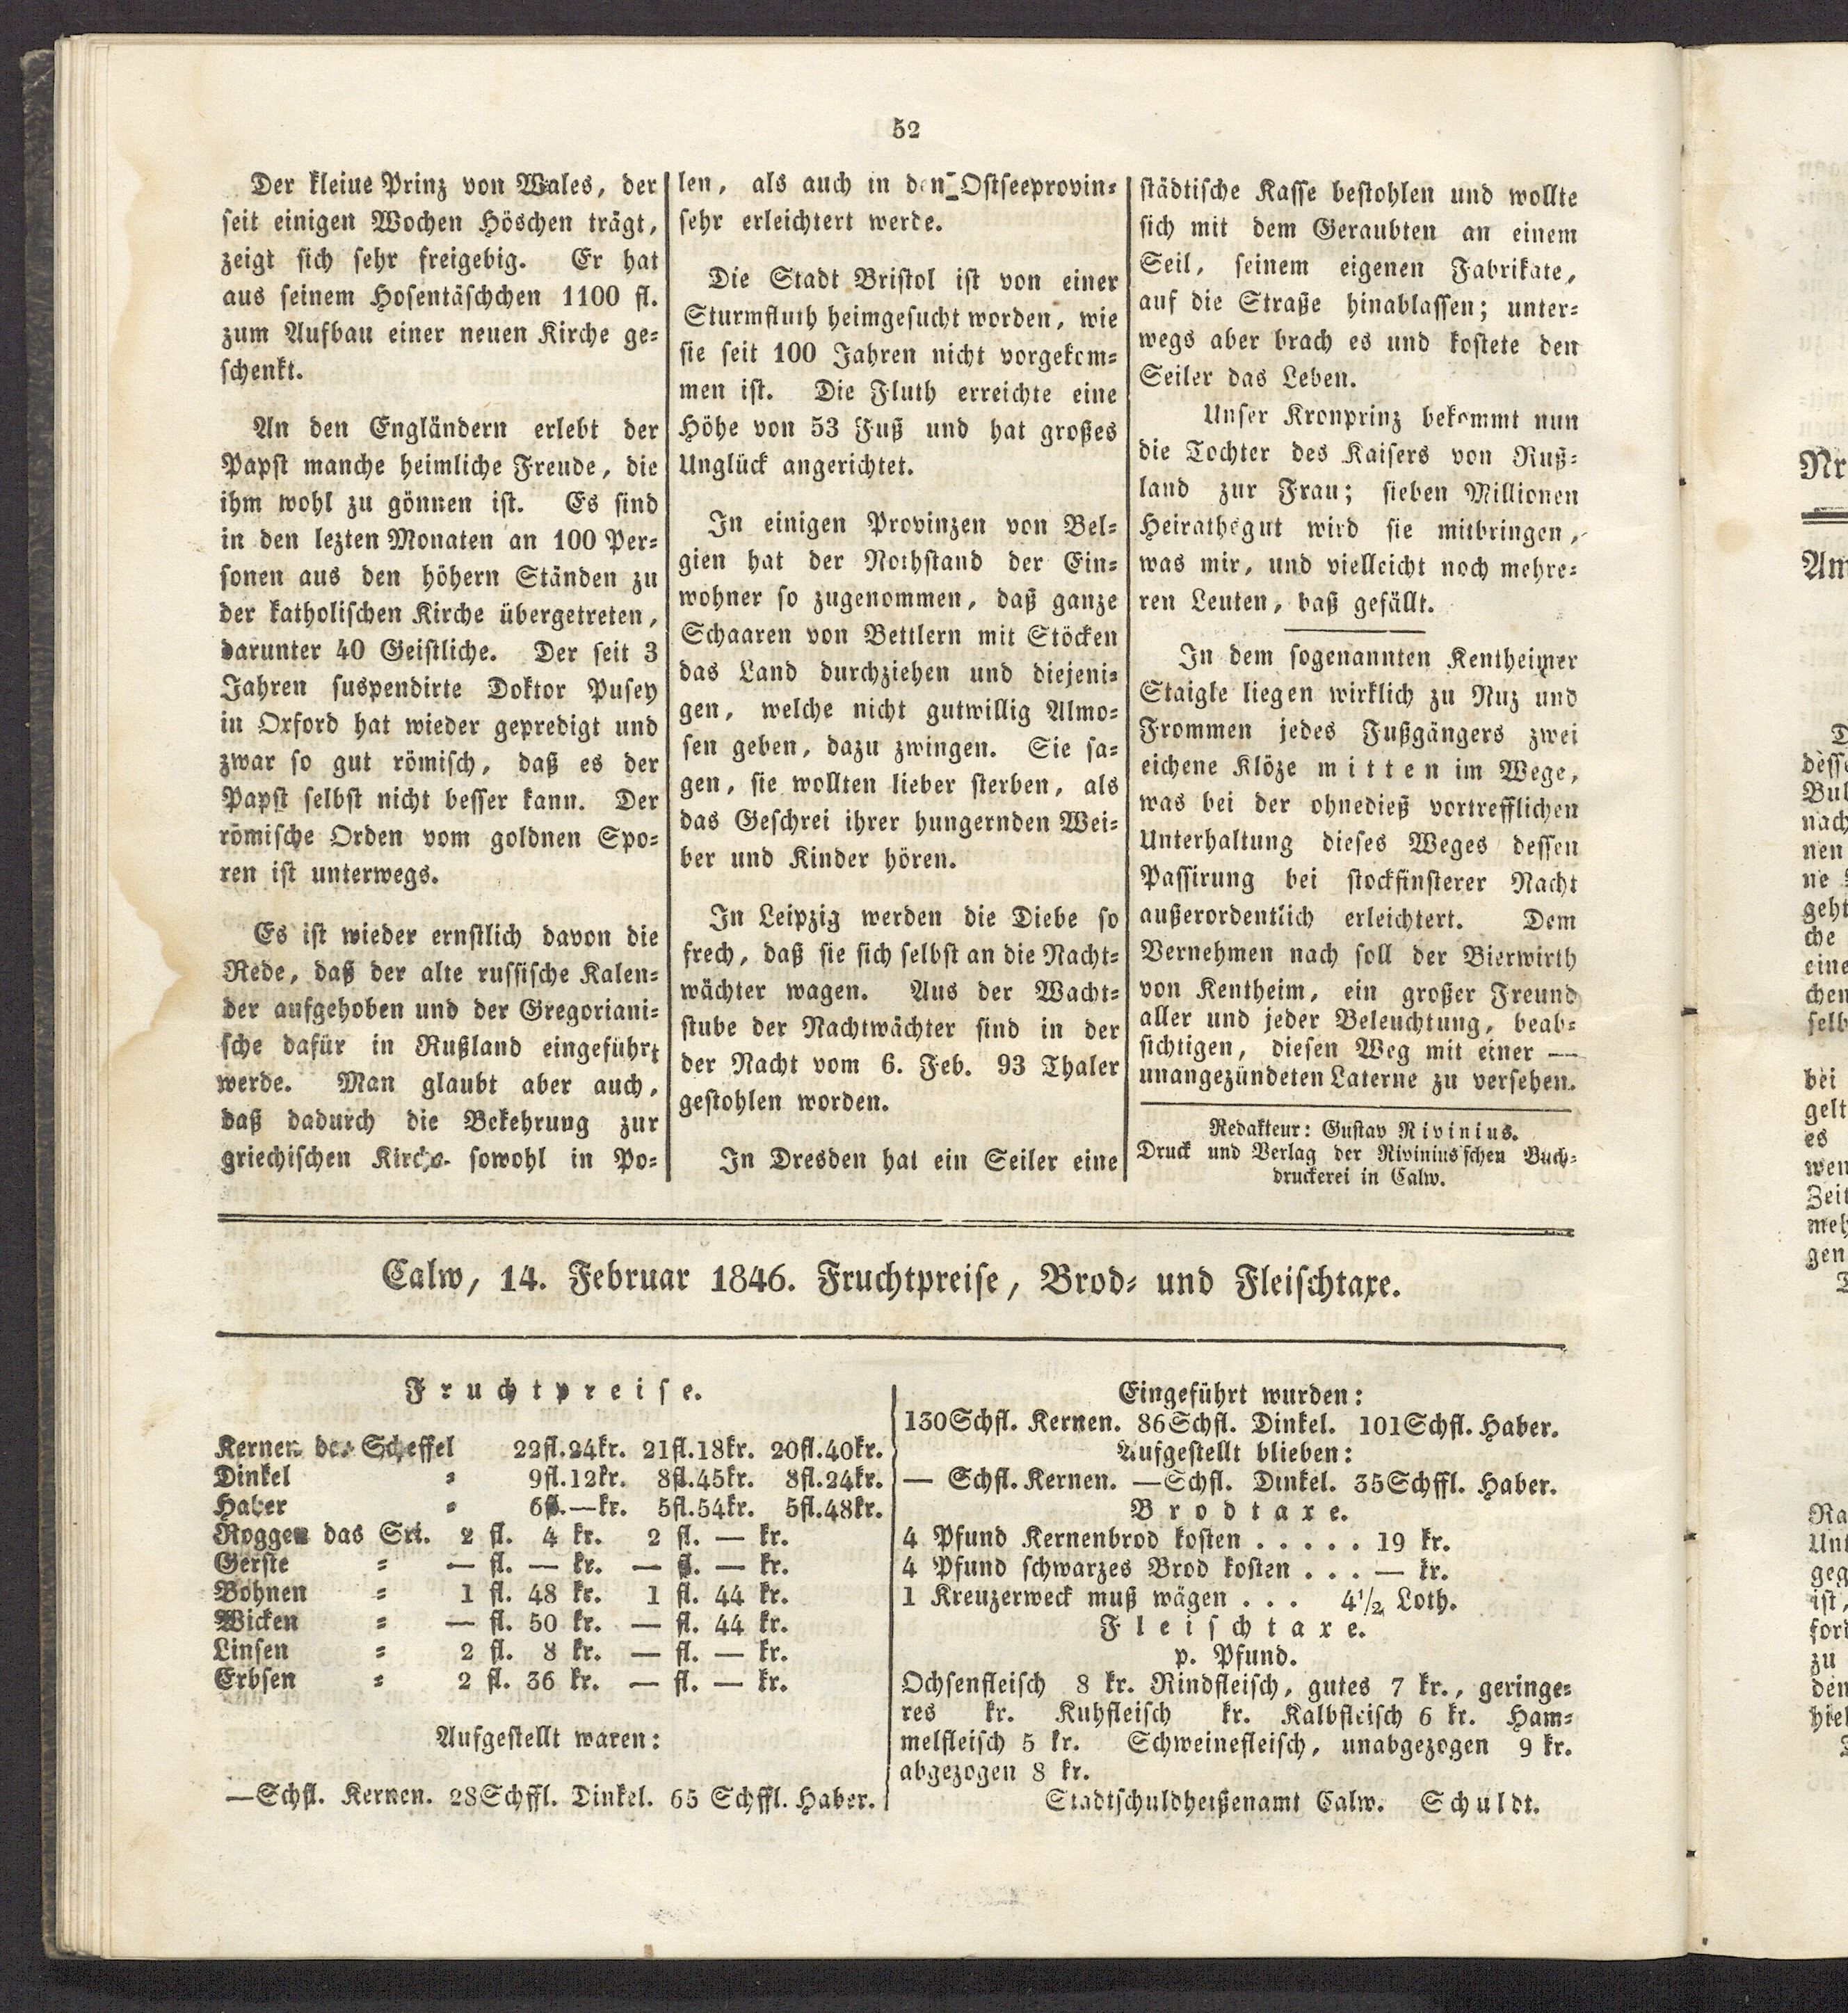 52
Der kleine Prinz von Wales, der
seit einigen Wochen Höschen trägt,
zeigt sich sehr freigebig. Er hat
aus seinem Hosentäschchen 1100 fl.
zum Aufbau einer neuen Kirche ge-
schenkt.
An den Engländern erlebt der
Papst manche heimliche Freude, die
ihm wohl zu gönnen ist. Es sind
in den lezten Monaten an 100 Per-
sonen aus den höhern Ständen zu
der katholischen Kirche übergetreten,
darunter 40 Geistliche. Der seit 3
Jahren suspendirte Doktor Pusey
in Oxford hat wieder gepredigt und
zwar so gut römisch, daß es der
Papst selbst nicht besser kann. Der
römische Orden vom goldnen Spo-
ren ist unterwegs.
Es ist wieder ernstlich davon die
Rede, daß der alte russische Kalen-
der aufgehoben und der Gregoriani-
sche dafür in Rußland eingeführt
werde. Man glaubt aber auch,
daß dadurch die Bekehrung zur
griechischen Kirche sowohl in Po-
len, als auch in den Ostseeprovin-
sehr erleichtert werde.
Die Stadt Bristol ist von einer
Sturmfluth heimgesucht worden, wie
sie seit 100 Jahren nicht vorgekom-
men ist. Die Fluth erreichte eine
Höhe von 53 Fuß und hat großes
Unglück angerichtet.
In einigen Provinzen von Bel-
gien hat der Nothstand der Ein-
wohner so zugenommen, daß ganze
Schaaren von Bettlern mit Stöcken
das Land durchziehen und diejeni-
gen, welche nicht gutwillig Almo-
sen geben, dazu zwingen. Sie sa-
gen, sie wollten lieber sterben, als
das Geschrei ihrer hungernden Wei-
ber und Kinder hören.
In Leipzig werden die Diebe so
frech, daß sie sich selbst an die Nacht-
wächter wagen. Aus der Wacht-
stube der Nachtwächter sind in der
der Nacht vom 6. Feb. 93 Thaler
gestohlen worden.
In Dresden hat ein Seiler eine
städtische Kasse bestohlen und wollte
sich mit dem Geraubten an einem
Seil, seinem eigenen Fabrikate,
auf die Straße hinablassen; unter-
wegs aber brach es und kostete den
Seiler das Leben.
Unser Kronprinz bekommt nun
die Tochter des Kaisers von Ruß-
land zur Frau; sieben Millionen
Heirathsgut wird sie mitbringen,
was mir, und vielleicht noch mehre-
ren Leuten, baß gefällt.
In dem sogenannten Kentheimer
Staigle liegen wirklich zu Nuz und
Frommen jedes Fußgängers zwei
eichene Klöze mitten im Wege,
was bei der ohnedieß vortrefflichen
Unterhaltung dieses Weges dessen
Passirung bei stockfinsterer Nacht
außerordentlich erleichtert. Dem
Vernehmen nach soll der Bierwirth
von Kentheim, ein großer Freund
aller und jeder Beleuchtung, beab-
sichtigen, diesen Weg mit einer —
unangezündeten Laterne zu versehen.
Redakteur: Gustav Rivinius.
Druck und Verlag der Rivinius'schen Buch-
druckerei in Calw.
Calw, 14. Februar 1846. Fruchtpreise, Brod- und Fleischtaxe.
Fruchtpreise.
Kernen der Scheffel 22fl.24kr. 21fl.18kr. 20fl.40kr.
Dinkel = 9fl.12kr. 8fl.45kr. 8fl.24kr.
Haber = 6fl.—kr. 5fl.54kr. 5fl.48kr.
Roggen das Sri. 2 fl. 4 kr. 2 fl. — kr.
Gerste = — fl. — kr. — fl. — kr.
Bohnen = 1 fl. 48 kr. 1 fl. 44 kr.
Wicken = — fl. 50 kr. — fl. 44 kr.
Linsen = 2 fl. 8 kr. — fl. — kr.
Erbsen = 2 fl. 36 kr. — fl. — kr.
Aufgestellt waren:
—Schfl. Kernen. 28Schffl. Dinkel. 65 Schffl. Haber.
Eingeführt wurden:
130Schfl. Kernen. 86Schfl. Dinkel. 101Schfl. Haber.
Aufgestellt blieben:
— Schfl. Kernen. —Schfl. Dinkel. 35Schffl. Haber.
Brodtaxe.
4 Pfund Kernenbrod kosten . . . . . 19 kr.
4 Pfund schwarzes Brod kosten . . . — kr.
1 Kreuzerweck muß wägen . . . 4½ Loth.
Fleischtaxe.
p. Pfund.
Ochsenfleisch 8 kr. Rindfleisch, gutes 7 kr., geringe-
res kr. Kuhfleisch kr. Kalbfleisch 6 kr. Ham-
melfleisch 5 kr. Schweinefleisch, unabgezogen 9 kr.
abgezogen 8 kr.
Stadtschuldheißenamt Calw. Schuldt.
Nr
Am